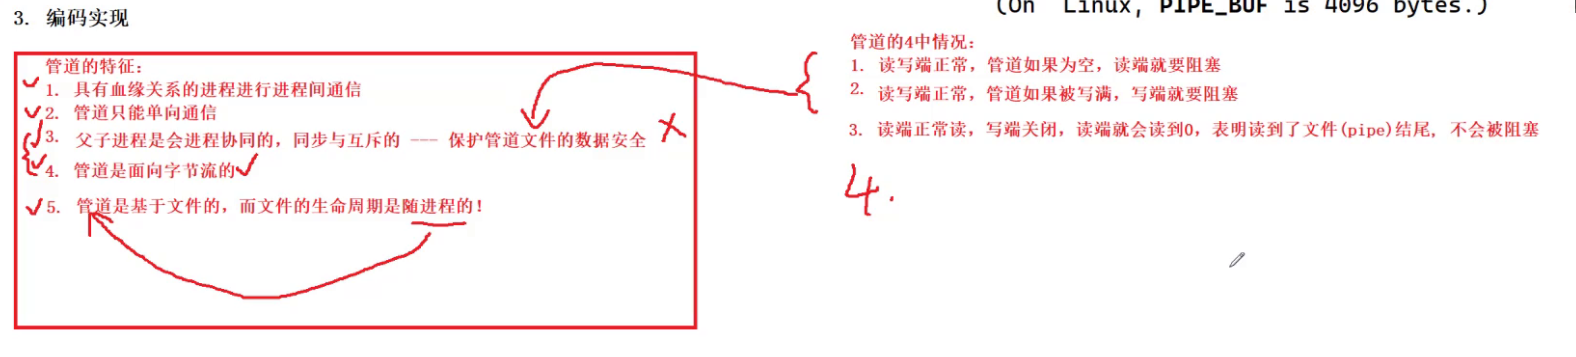 (On Linux, PIPE_BUF is 4096 bytes.)
3. 编码实现
管道的特征:
1. 具有血缘关系的进程进行进程间通信
2. 管道只能单向通信
3. 父子进程是会进程协同的, 同步与互斥的 --- 保护管道文件的数据安全
4. 管道是面向字节流的
5. 管道是基于文件的, 而文件的生命周期是随进程的!
管道的4中情况:
1. 读写端正常, 管道如果为空, 读端就要阻塞
2. 读写端正常, 管道如果被写满, 写端就要阻塞
3. 读端正常读, 写端关闭, 读端就会读到0, 表明读到了文件(pipe)结尾, 不会被阻塞
4.